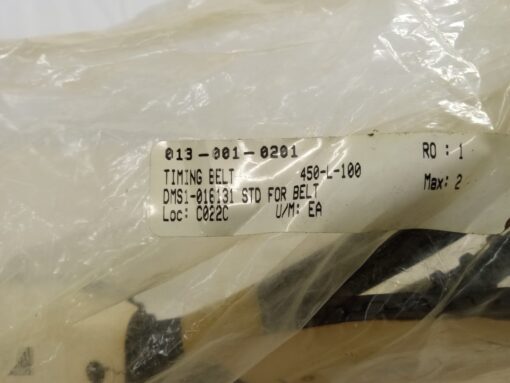 013-001-0201 RO : 1
TIMING BELT 450-L-100 Max: 2
DMS1-016131 STD FOR BELT
Loc: C022C U/M: EA